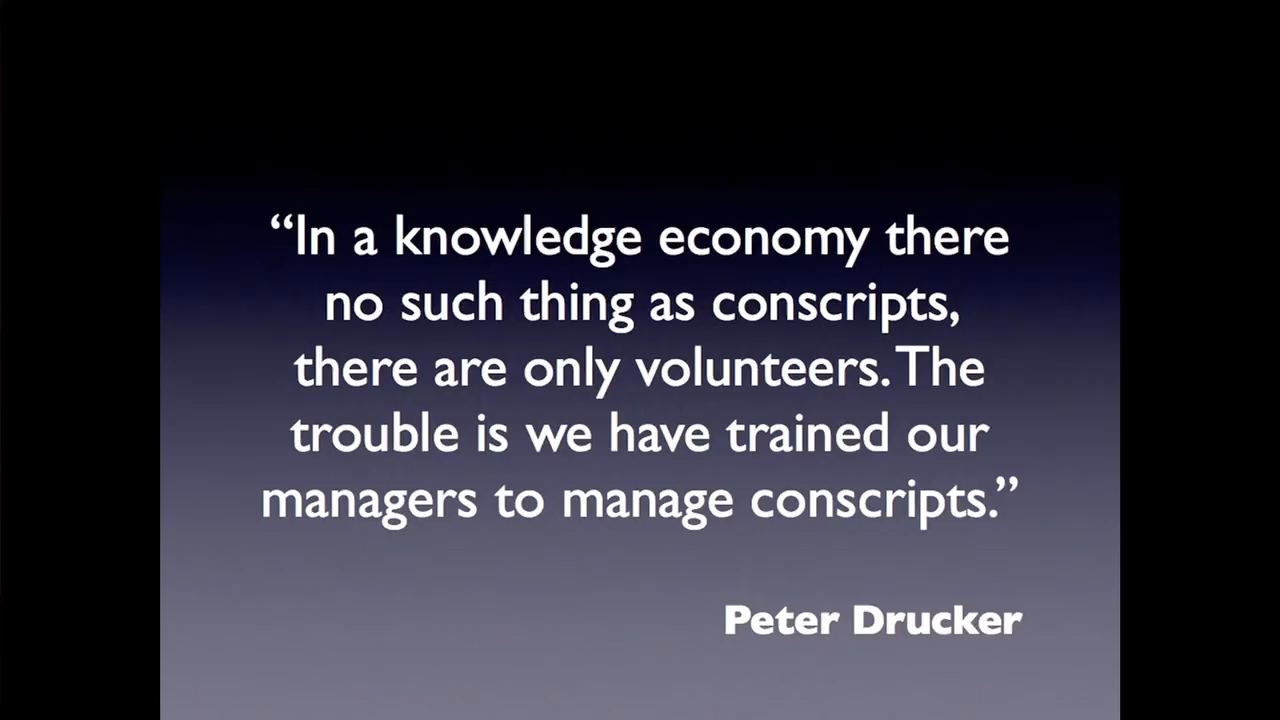 “In a knowledge economy there
no such thing as conscripts,
there are only volunteers. The
trouble is we have trained our
managers to manage conscripts.”
Peter Drucker